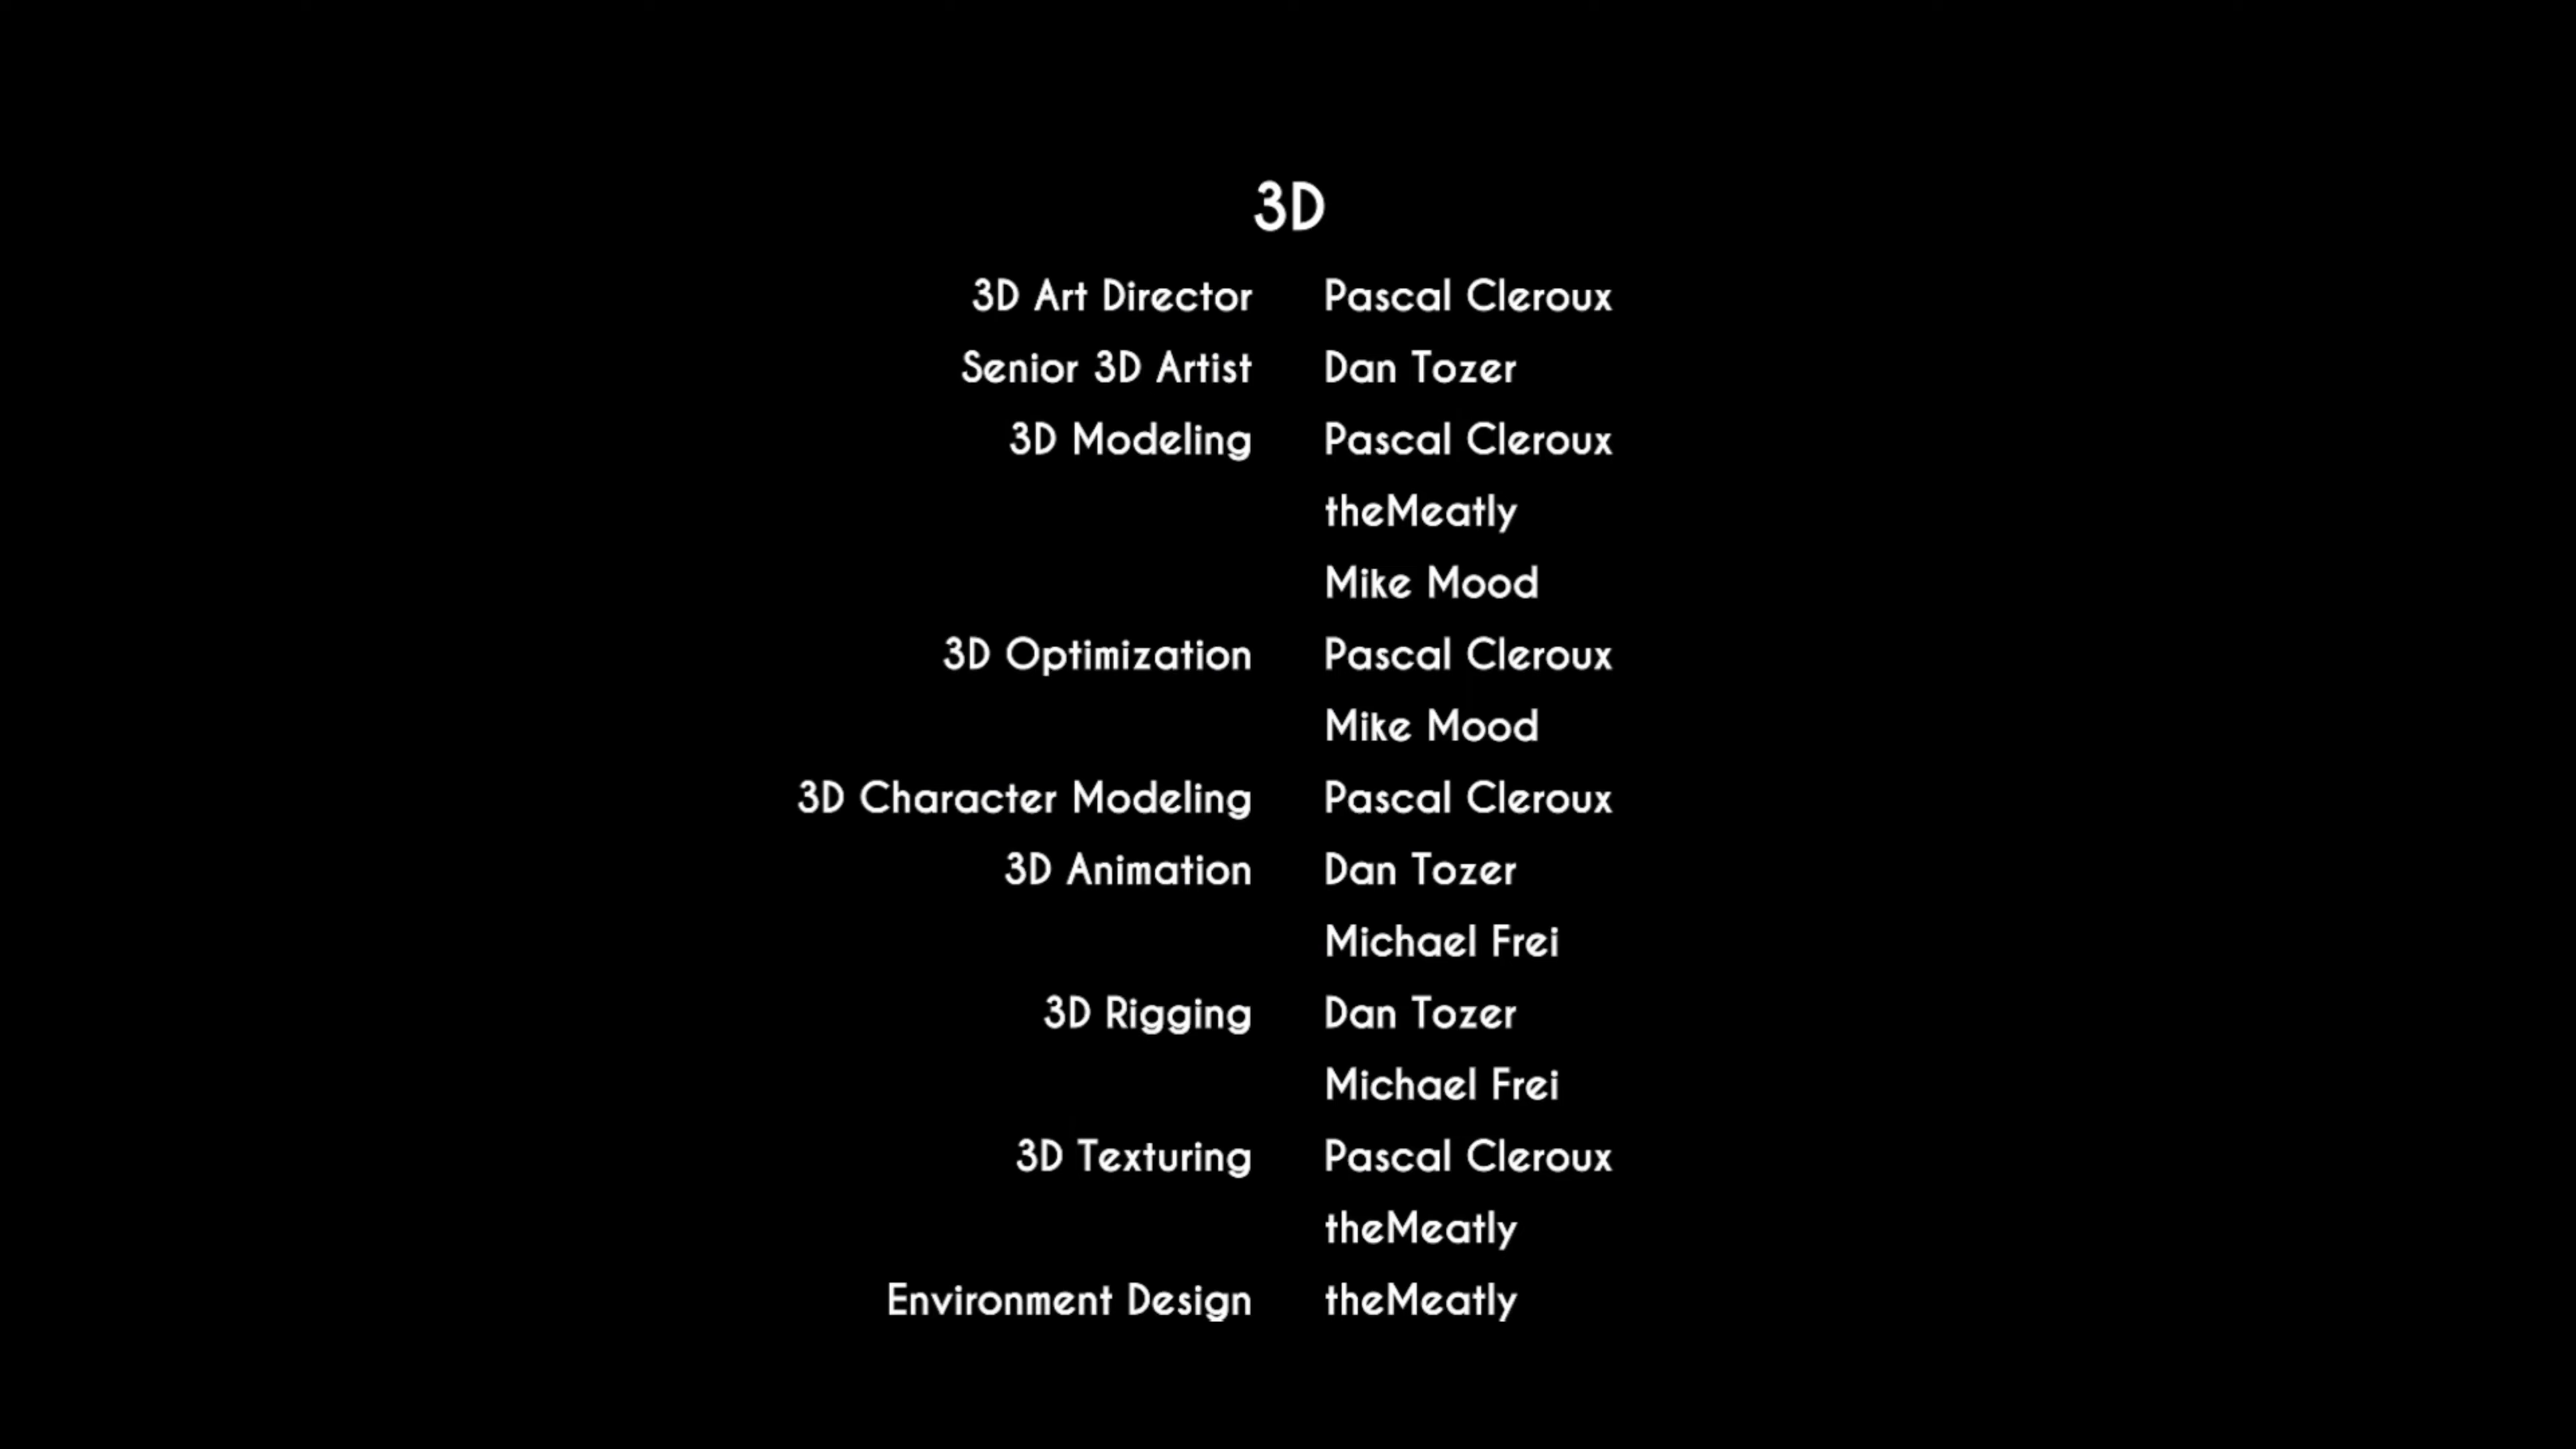 3D
3D Art Director Pascal Cleroux
Senior 3D Artist Dan Tozer
3D Modeling Pascal Cleroux
theMeatly
Mike Mood
3D Optimization Pascal Cleroux
Mike Mood
3D Character Modeling Pascal Cleroux
3D Animation Dan Tozer
Michael Frei
3D Rigging Dan Tozer
Michael Frei
3D Texturing Pascal Cleroux
theMeatly
Environment Design theMeatly